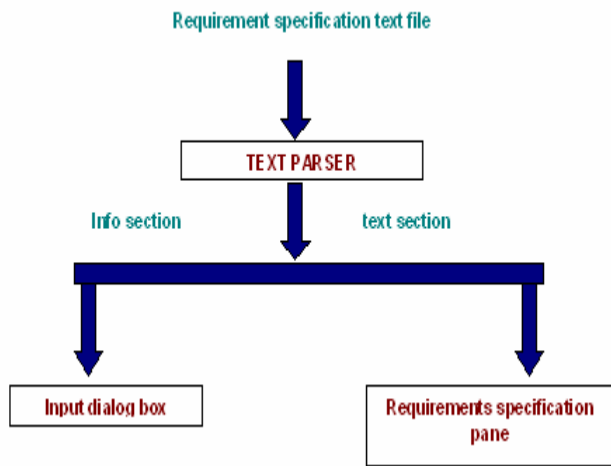 Requirement specification text file
TEXT PARSER
Info section
text section
Input dialog box
Requirements specification
pane